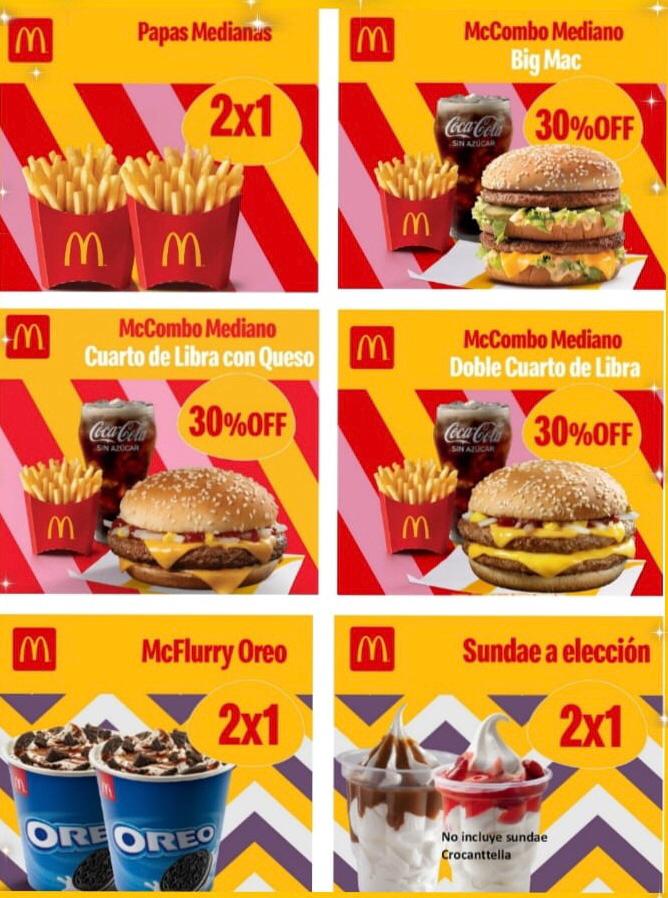 Papas Medianas
2x1
McCombo Mediano
Big Mac
30%OFF
Coca-Cola
SIN AZÚCAR
McCombo Mediano
Cuarto de Libra con Queso
30%OFF
Coca-Cola
SIN AZÚCAR
McCombo Mediano
Doble Cuarto de Libra
30%OFF
Coca-Cola
SIN AZÚCAR
McFlurry Oreo
2x1
ORE
OREO
Sundae a elección
2x1
No incluye sundae
Crocanttella